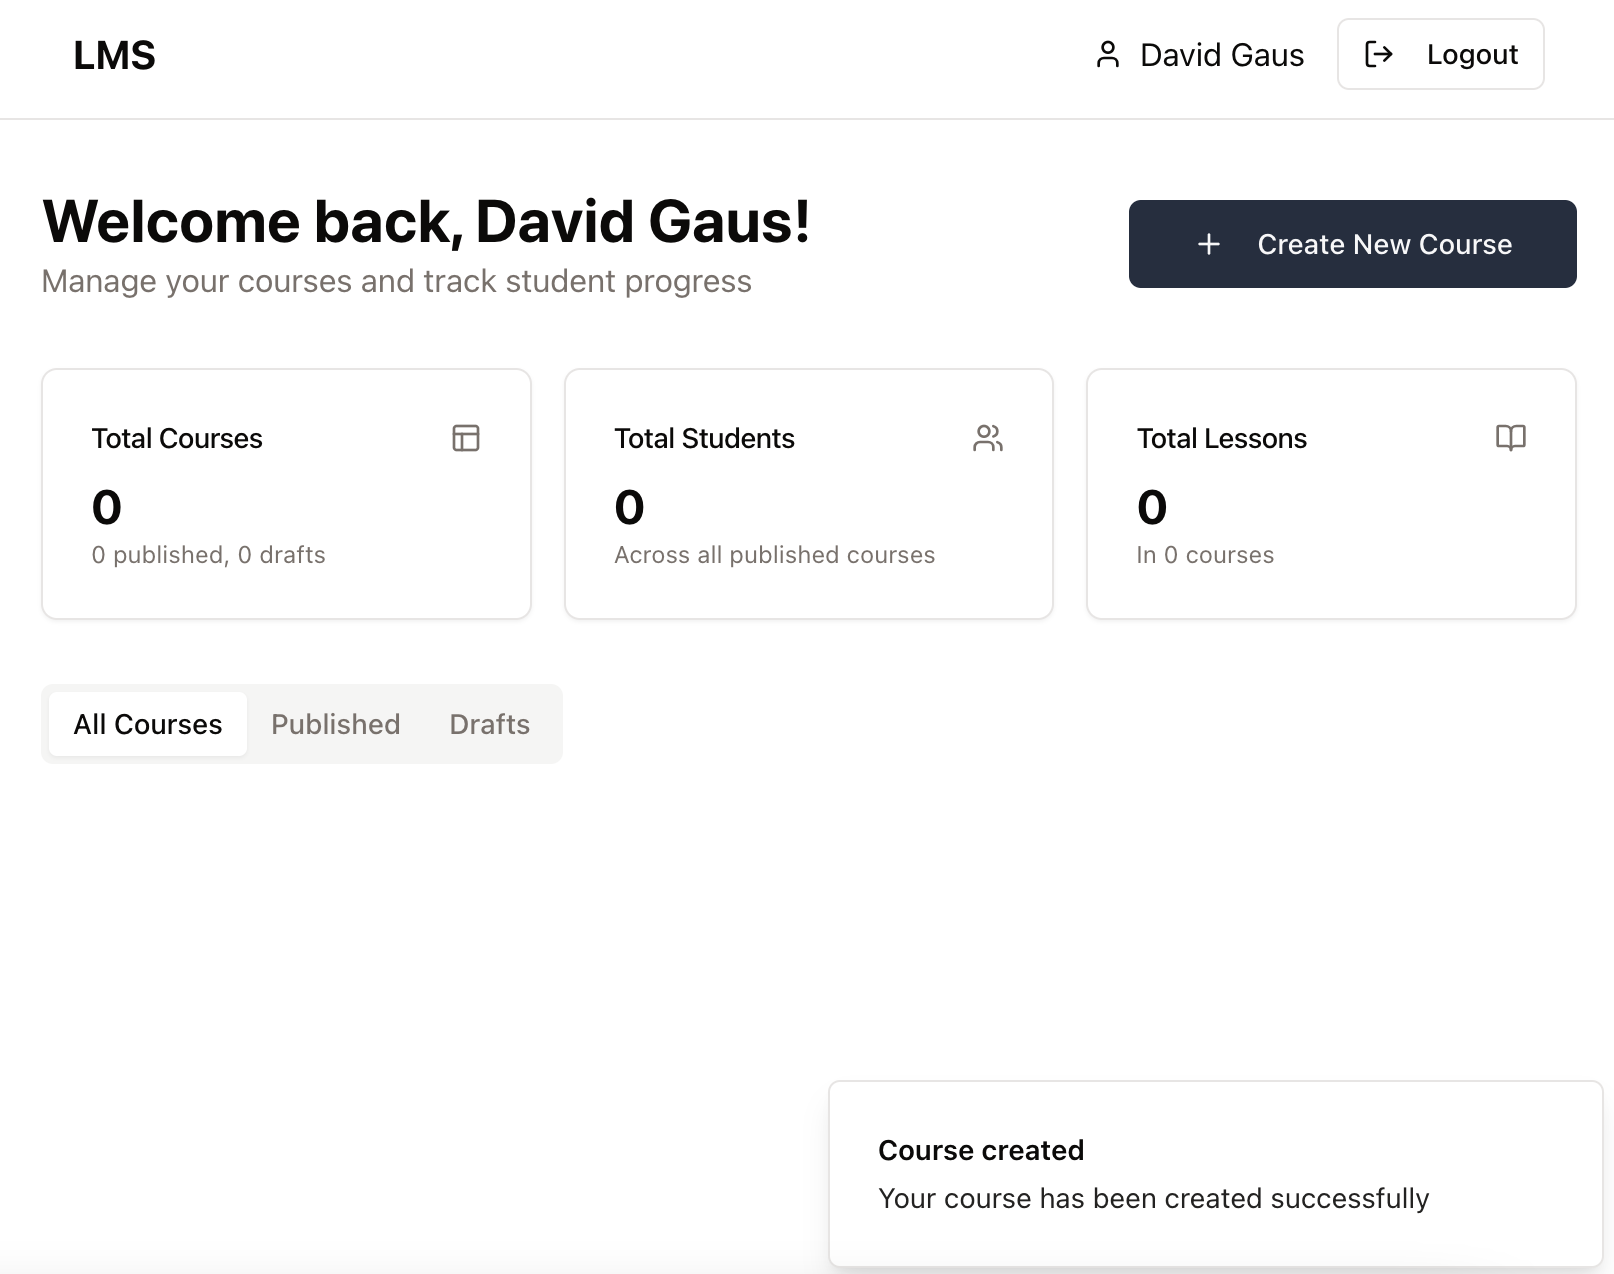 LMS
David Gaus
Logout
Welcome back, David Gaus!
Manage your courses and track student progress
Create New Course
Total Courses
0
0 published, 0 drafts
Total Students
0
Across all published courses
Total Lessons
0
In 0 courses
All Courses
Published
Drafts
Course created
Your course has been created successfully